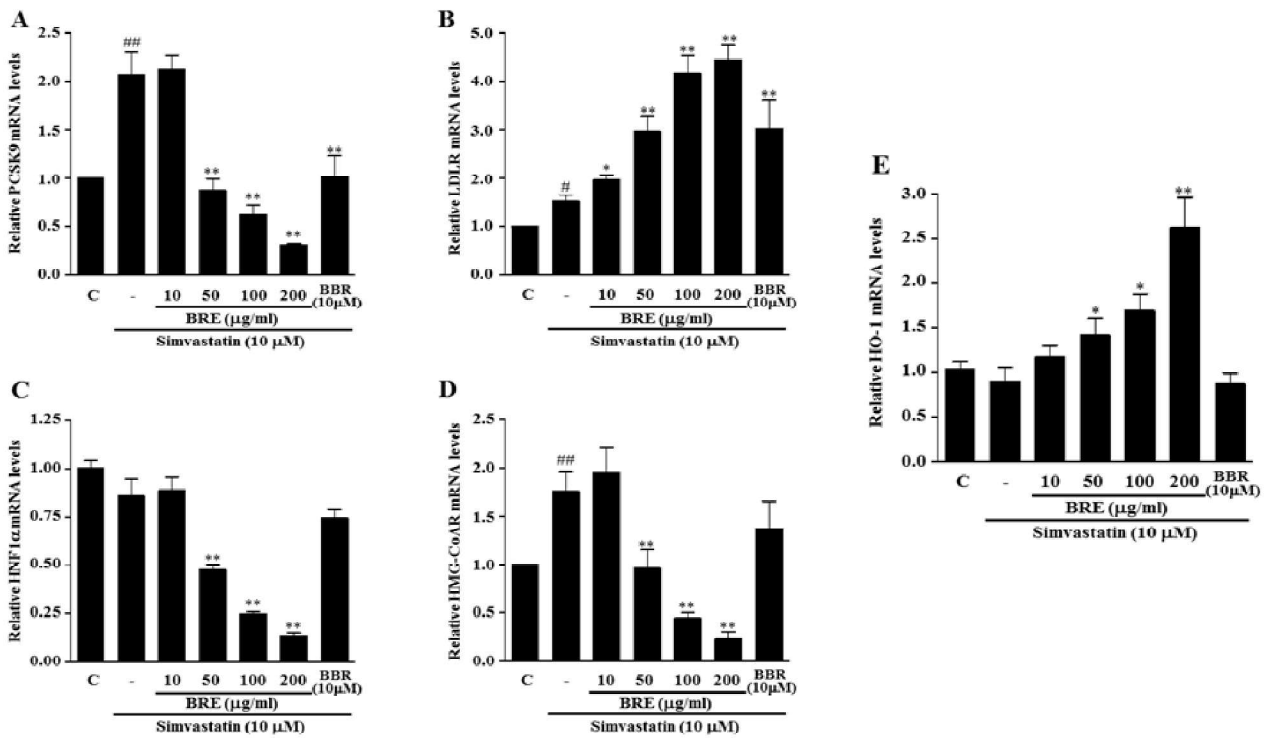 A
Relative PCSK9 mRNA levels
2.5
2.0
1.5
1.0
0.5
0.0
##
**
**
**
**
C
-
10
50
100
200
BBR
(10μM)
BRE (μg/ml)
Simvastatin (10 μM)
B
Relative LDLR mRNA levels
5.0
4.0
3.0
2.0
1.0
0.0
#
*
**
**
**
**
C
-
10
50
100
200
BBR
(10μM)
BRE (μg/ml)
Simvastatin (10 μM)
C
Relative HNF1α mRNA levels
1.25
1.00
0.75
0.50
0.25
0.00
**
**
**
C
-
10
50
100
200
BBR
(10μM)
BRE (μg/ml)
Simvastatin (10 μM)
D
Relative HMG-CoAR mRNA levels
2.5
2.0
1.5
1.0
0.5
0.0
##
**
**
**
C
-
10
50
100
200
BBR
(10μM)
BRE (μg/ml)
Simvastatin (10 μM)
E
Relative HO-1 mRNA levels
3.0
2.5
2.0
1.5
1.0
0.5
0.0
*
*
**
C
-
10
50
100
200
BBR
(10μM)
BRE (μg/ml)
Simvastatin (10 μM)